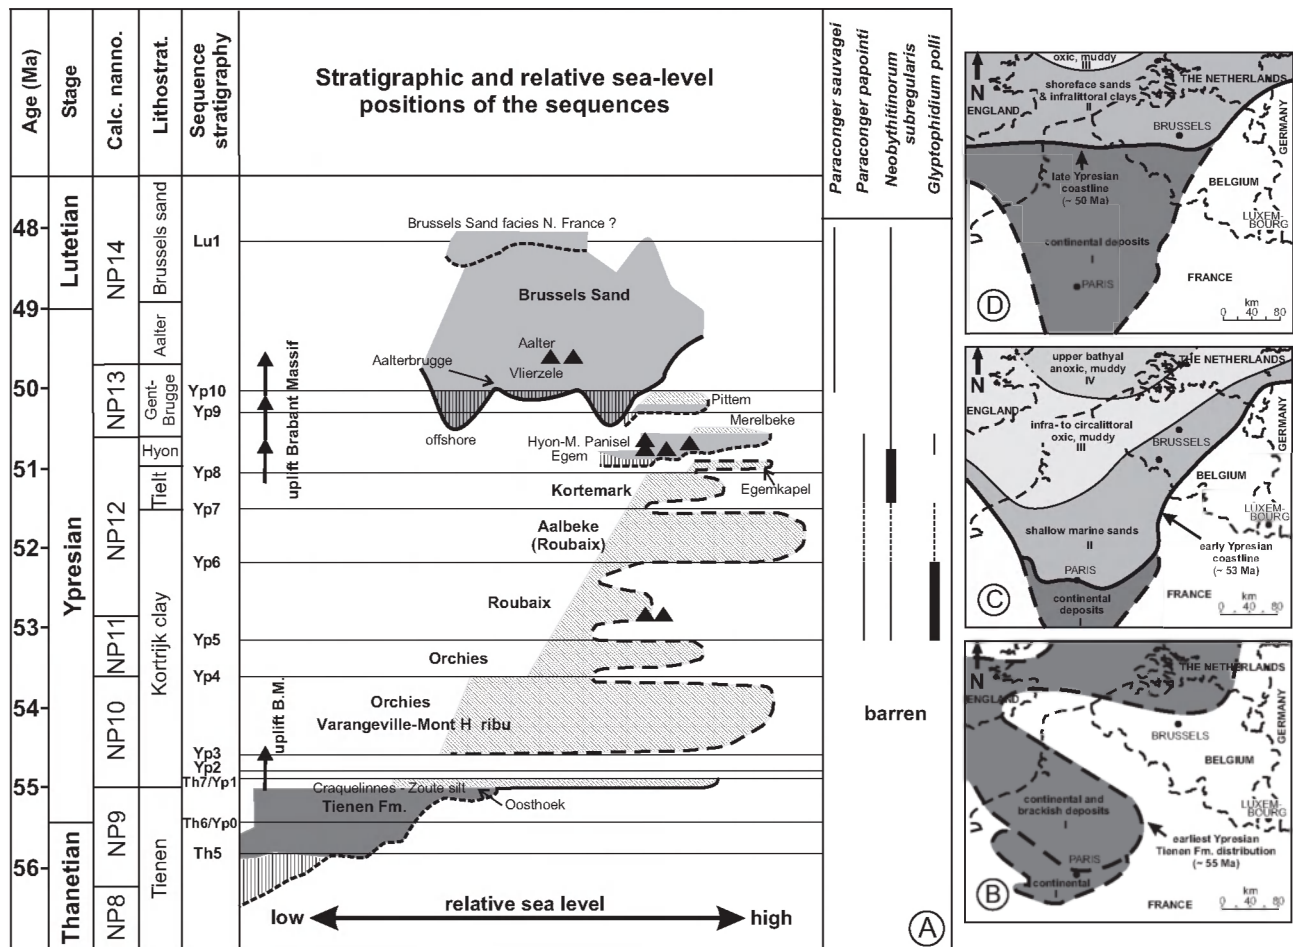 Age (Ma)
Stage
Calc. nanno.
Lithostrat.
Sequence
stratigraphy
Stratigraphic and relative sea-level
positions of the sequences
Paraconger sauvagei
Paraconger papointi
Neobythitinorum
subregularis
Glyptophidium polli
48
49
50
51
52
53
54
55
56
Lutetian
Ypresian
Thanetian
NP14
NP13
NP12
NP11
NP10
NP9
NP8
Brussels sand
Aalter
Gent-
Brugge
Hyon
Tielt
Kortrijk clay
Tienen
Lu1
Yp10
Yp9
Yp8
Yp7
Yp6
Yp5
Yp4
Yp3
Yp2
Th7/Yp1
Th6/Yp0
Th5
uplift Brabant Massif
uplift B.M.
Brussels Sand facies N. France ?
Brussels Sand
Aalter
Aalterbrugge
Vlierzele
Pittem
offshore
Merelbeke
Hyon-M. Panisel
Egem
Egemkapel
Kortemark
Aalbeke
(Roubaix)
Roubaix
Orchies
Orchies
Varangeville-Mont H ribu
Craquelinnes - Zoute silt
Tienen Fm.
Oosthoek
low
relative sea level
high
barren
A
oxic, muddy
III
N
THE NETHERLANDS
shoreface sands
& infralittoral clays
II
ENGLAND
BRUSSELS
GERMANY
late Ypresian
coastline
(~ 50 Ma)
BELGIUM
LUXEM-
BOURG
continental deposits
I
PARIS
FRANCE
km
0 40 80
D
N
upper bathyal
anoxic, muddy
IV
THE NETHERLANDS
ENGLAND
infra- to circalittoral
oxic, muddy
III
BRUSSELS
GERMANY
BELGIUM
LUXEM-
BOURG
shallow marine sands
II
early Ypresian
coastline
(~ 53 Ma)
PARIS
continental
deposits
I
FRANCE
km
0 40 80
C
N
THE NETHERLANDS
ENGLAND
BRUSSELS
GERMANY
BELGIUM
LUXEM-
BOURG
continental and
brackish deposits
I
earliest Ypresian
Tienen Fm. distribution
(~ 55 Ma)
PARIS
continental
I
FRANCE
km
0 40 80
B